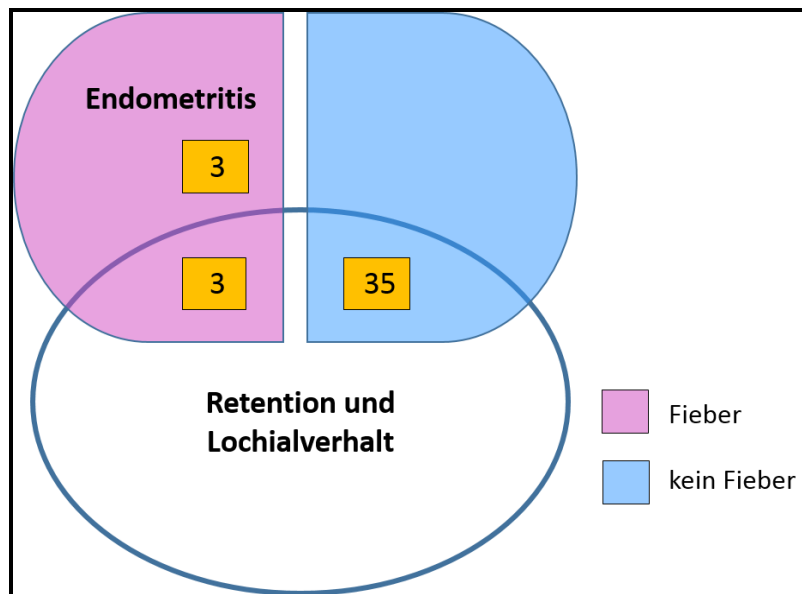 Endometritis
3
3
35
Retention und
Lochialverhalt
Fieber
kein Fieber